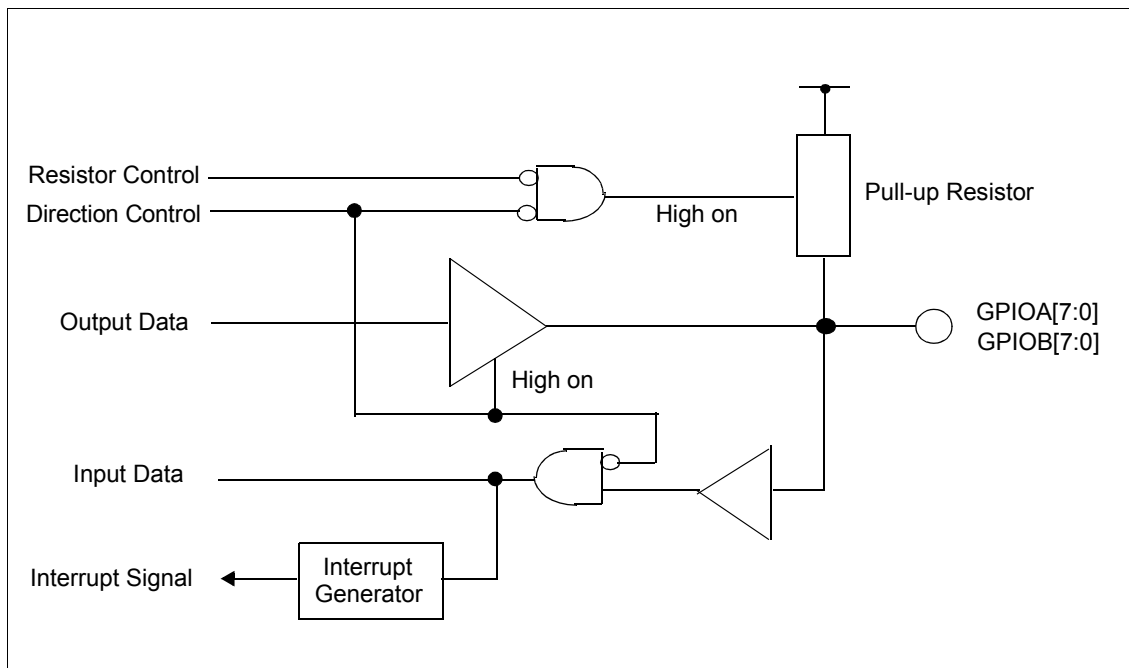 Resistor Control
Direction Control
High on
Pull-up Resistor
Output Data
High on
GPIOA[7:0]
GPIOB[7:0]
Input Data
Interrupt Signal
Interrupt
Generator